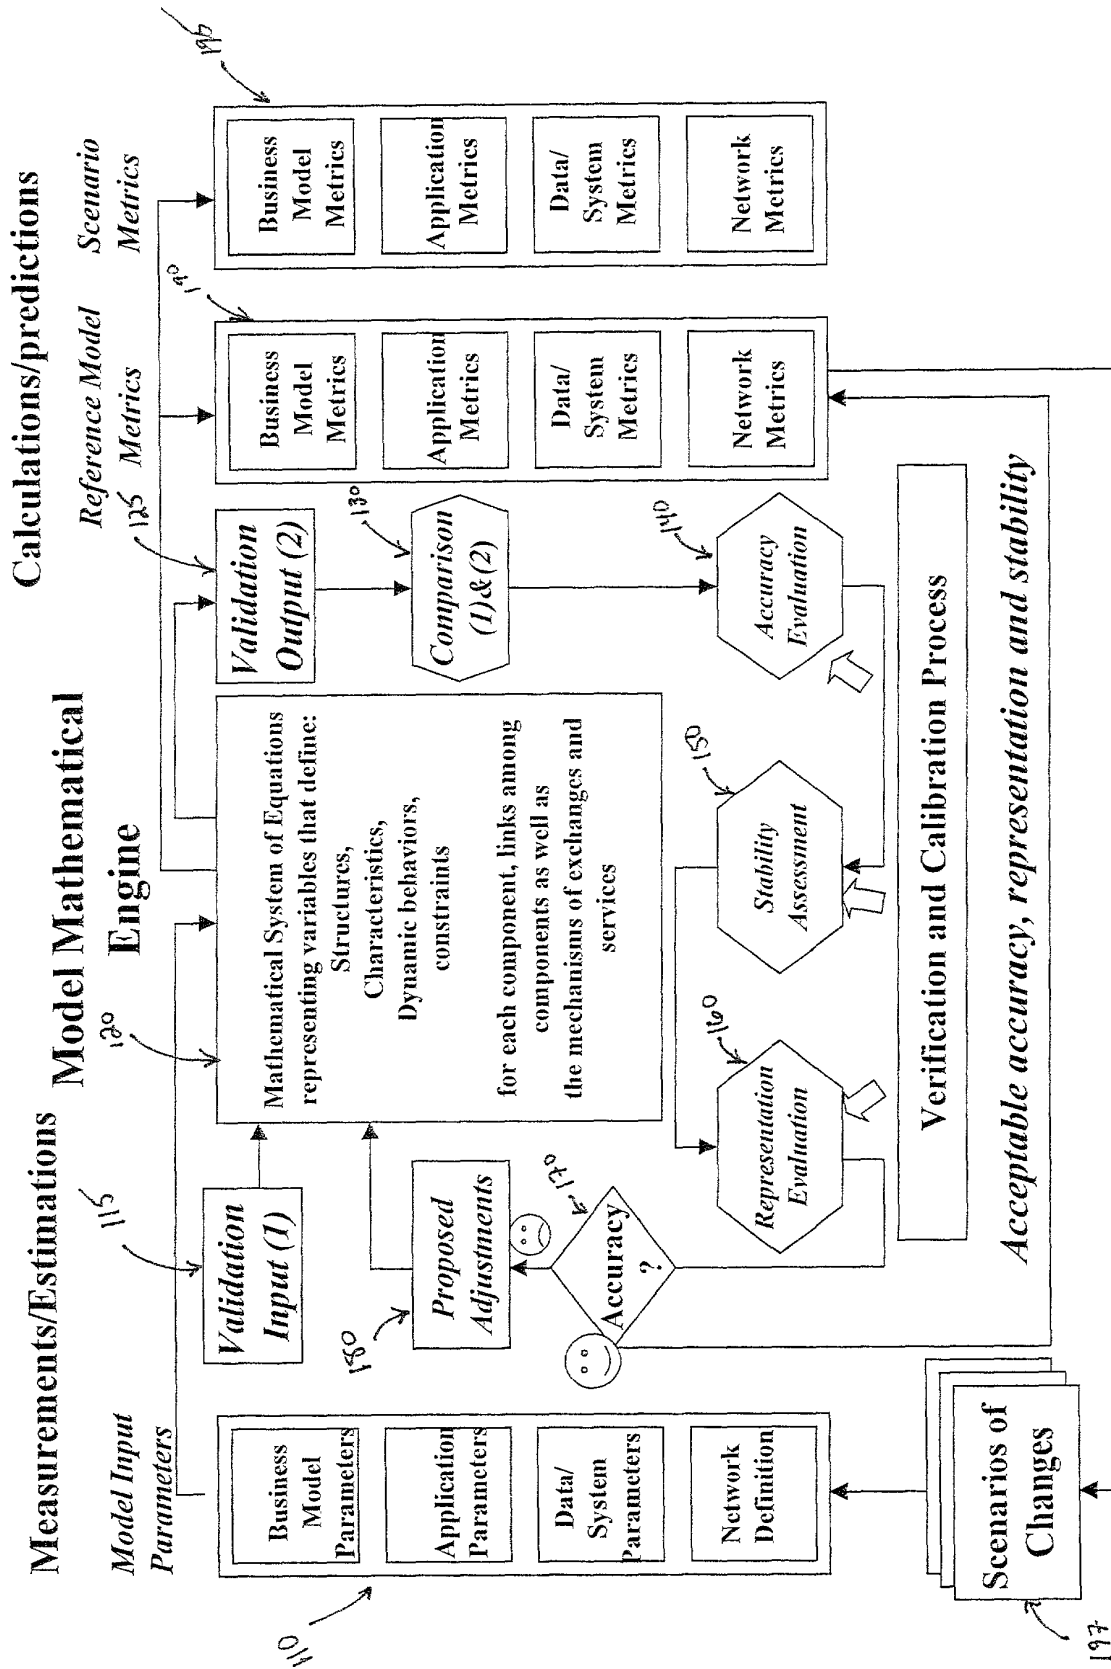 Measurements/Estimations
Model Mathematical
Engine
Calculations/predictions
Model Input
Parameters
110
Business
Model
Parameters
Application
Parameters
Data/
System
Parameters
Network
Definition
Scenarios of
Changes
197
115
Validation
Input (1)
180
Proposed
Adjustments
170
Accuracy
?
120
Mathematical System of Equations
representing variables that define:
Structures,
Characteristics,
Dynamic behaviors,
constraints
for each component, links among
components as well as
the mechanisms of exchanges and
services
160
Representation
Evaluation
150
Stability
Assessment
140
Accuracy
Evaluation
125
Validation
Output (2)
130
Comparison
(1)&(2)
Verification and Calibration Process
Acceptable accuracy, representation and stability
Reference Model
Metrics
190
Business
Model
Metrics
Application
Metrics
Data/
System
Metrics
Network
Metrics
Scenario
Metrics
195
Business
Model
Metrics
Application
Metrics
Data/
System
Metrics
Network
Metrics